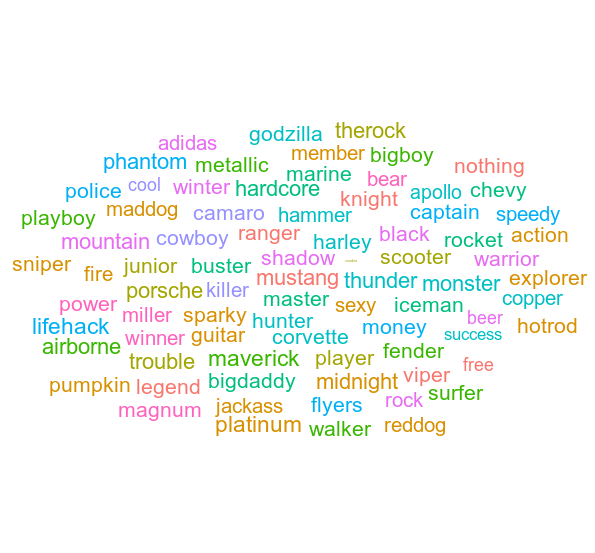 godzilla therock
adidas member bigboy
phantom metallic marine nothing
police cool winter hardcore bear apollo chevy
playboy maddog camaro hammer knight captain speedy
mountain cowboy ranger harley black rocket action
sniper fire junior buster shadow scooter warrior
porsche killer mustang thunder monster explorer
power miller sparky master sexy iceman copper
lifehack winner guitar hunter corvette money success beer hotrod
airborne trouble maverick player fender
pumpkin legend bigdaddy midnight viper free
magnum jackass flyers rock surfer
platinum walker reddog